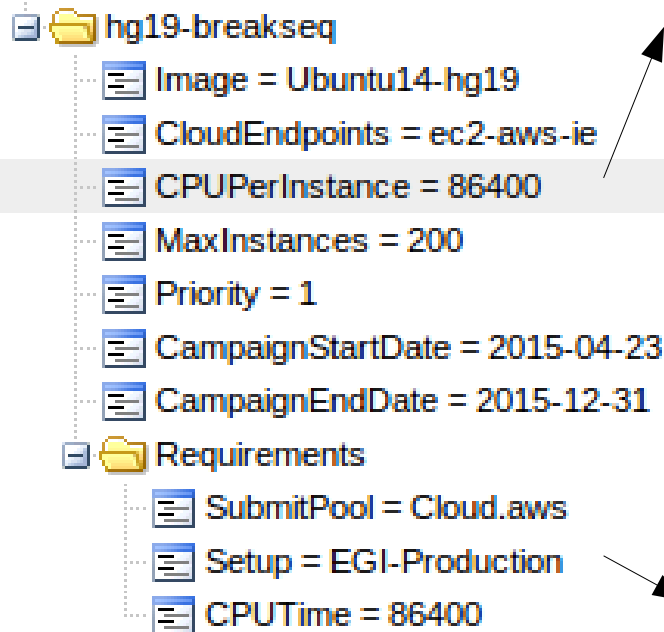 hg19-breakseq
Image = Ubuntu14-hg19
CloudEndpoints = ec2-aws-ie
CPUPerInstance = 86400
MaxInstances = 200
Priority = 1
CampaignStartDate = 2015-04-23
CampaignEndDate = 2015-12-31
Requirements
SubmitPool = Cloud.aws
Setup = EGI-Production
CPUTime = 86400